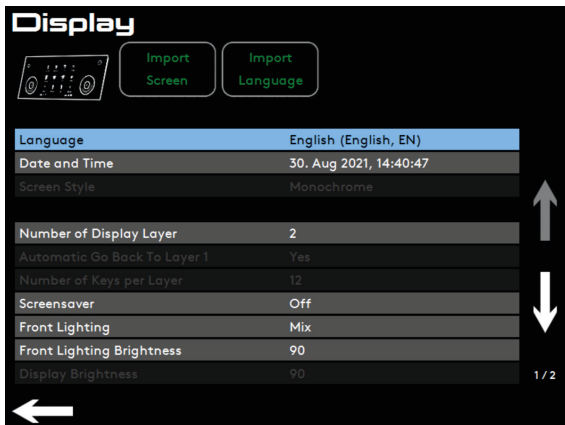 Display
Import
Screen
Import
Language
Language English (English, EN)
Date and Time 30. Aug 2021, 14:40:47
Screen Style Monochrome
Number of Display Layer 2
Automatic Go Back To Layer 1 Yes
Number of Keys per Layer 12
Screensaver Off
Front Lighting Mix
Front Lighting Brightness 90
Display Brightness 90
1/2